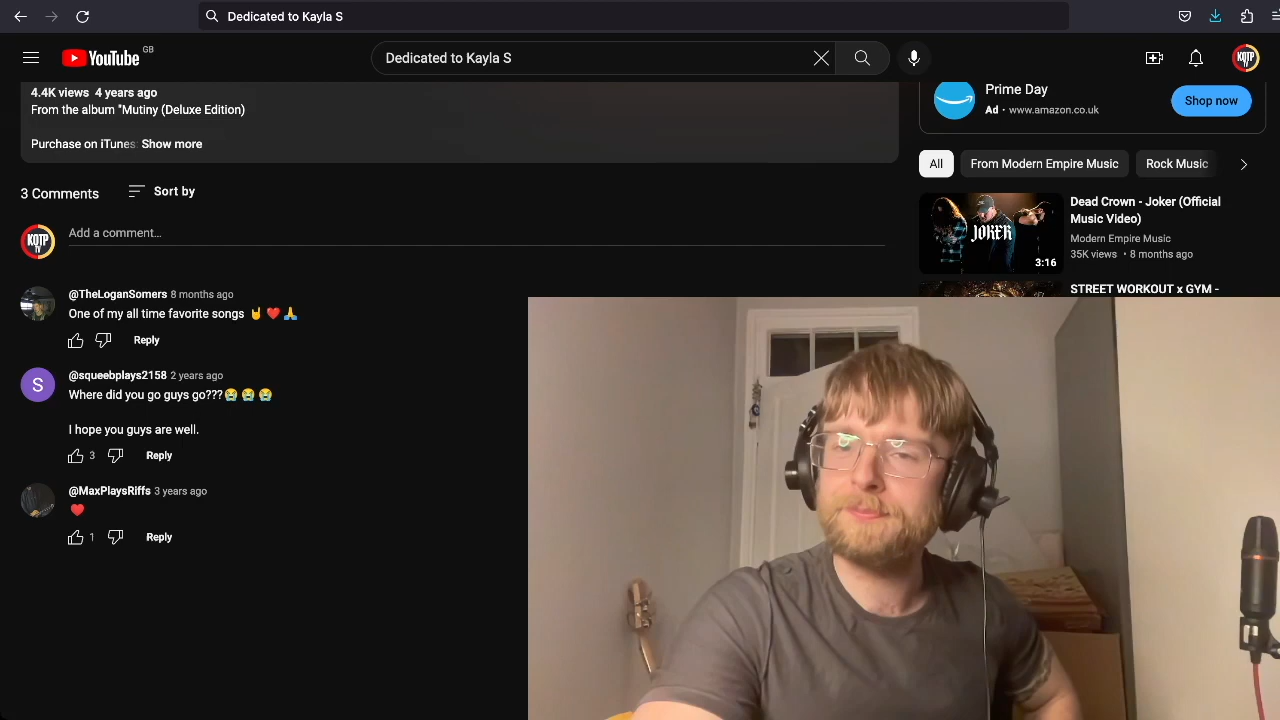 Dedicated to Kayla S
YouTube GB
Dedicated to Kayla S
KQTP
4.4K views 4 years ago
From the album "Mutiny (Deluxe Edition)
Purchase on iTunes: Show more
Prime Day
Ad · www.amazon.co.uk
Shop now
All
From Modern Empire Music
Rock Music
3 Comments
Sort by
KQTP
TV
Add a comment...
JOKER
3:16
Dead Crown - Joker (Official
Music Video)
Modern Empire Music
35K views • 8 months ago
STREET WORKOUT x GYM -
@TheLoganSomers 8 months ago
One of my all time favorite songs 🤘❤️🙏
Reply
S
@squeebplays2158 2 years ago
Where did you go guys go???😭😭😭
I hope you guys are well.
3
Reply
@MaxPlaysRiffs 3 years ago
♥️
1
Reply